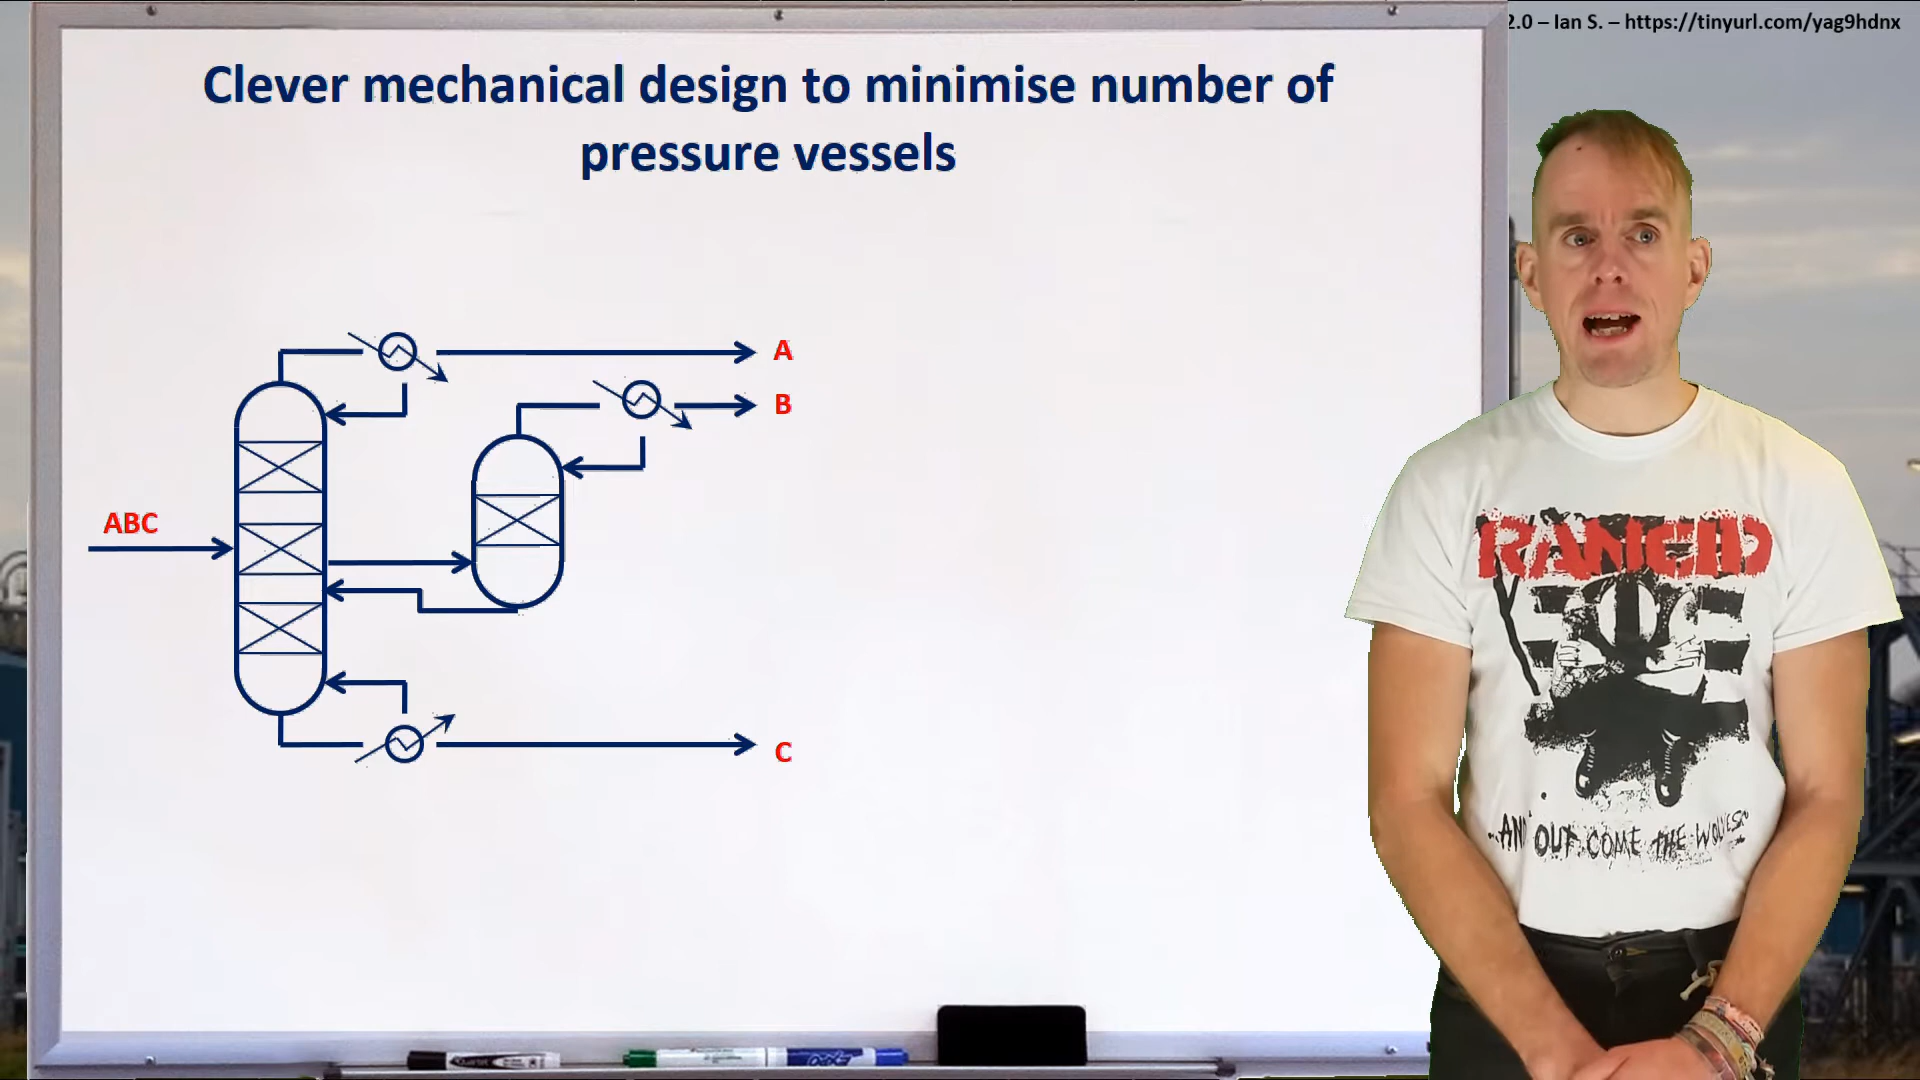 2.0 – Ian S. – https://tinyurl.com/yag9hdnx
Clever mechanical design to minimise number of
pressure vessels
A
B
ABC
C
RANCID
...AND OUT COME THE WOLVES